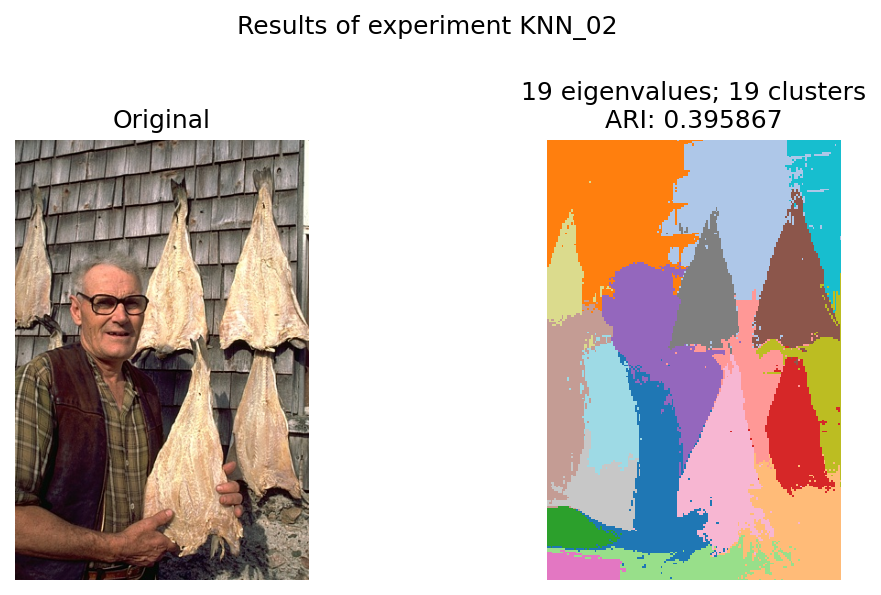 Results of experiment KNN_02
Original
19 eigenvalues; 19 clusters
ARI: 0.395867